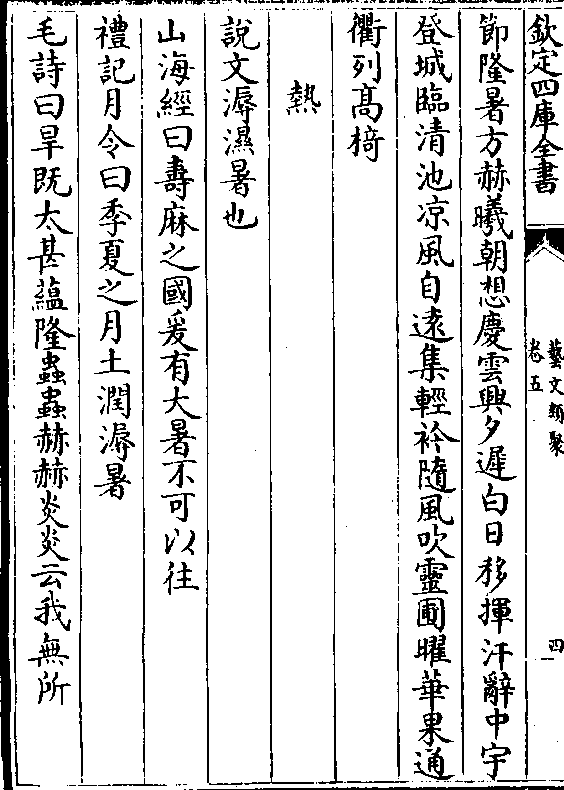 欽定四庫全書
藝文類聚
卷五
四
節隆暑方赫曦朝想慶雲興夕遲白日移揮汗辭中宇
登城臨清池凉風自遠集輕衿隨風吹靈圃曜華果通
衢列髙椅
熱
說文溽濕暑也
山海經曰壽麻之國爰有大暑不可以往
禮記月令曰季夏之月土潤溽暑
毛詩曰旱既太甚蘊隆蟲蟲赫赫炎炎云我無所